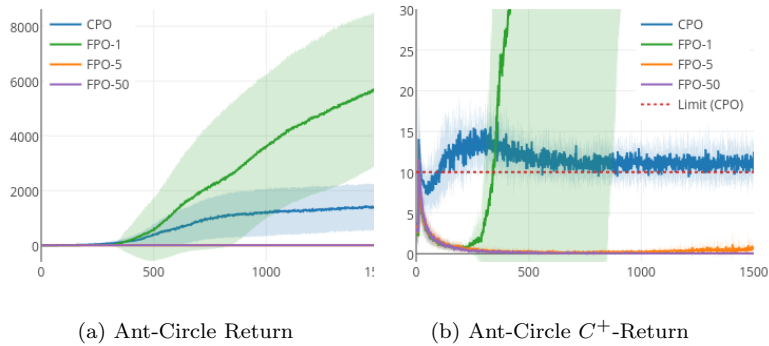 8000
6000
4000
2000
0
0
500
1000
CPO
FPO-1
FPO-5
FPO-50
30
25
20
15
10
5
0
0
500
1000
1500
CPO
FPO-1
FPO-5
FPO-50
Limit (CPO)
(a) Ant-Circle Return
(b) Ant-Circle C⁺-Return